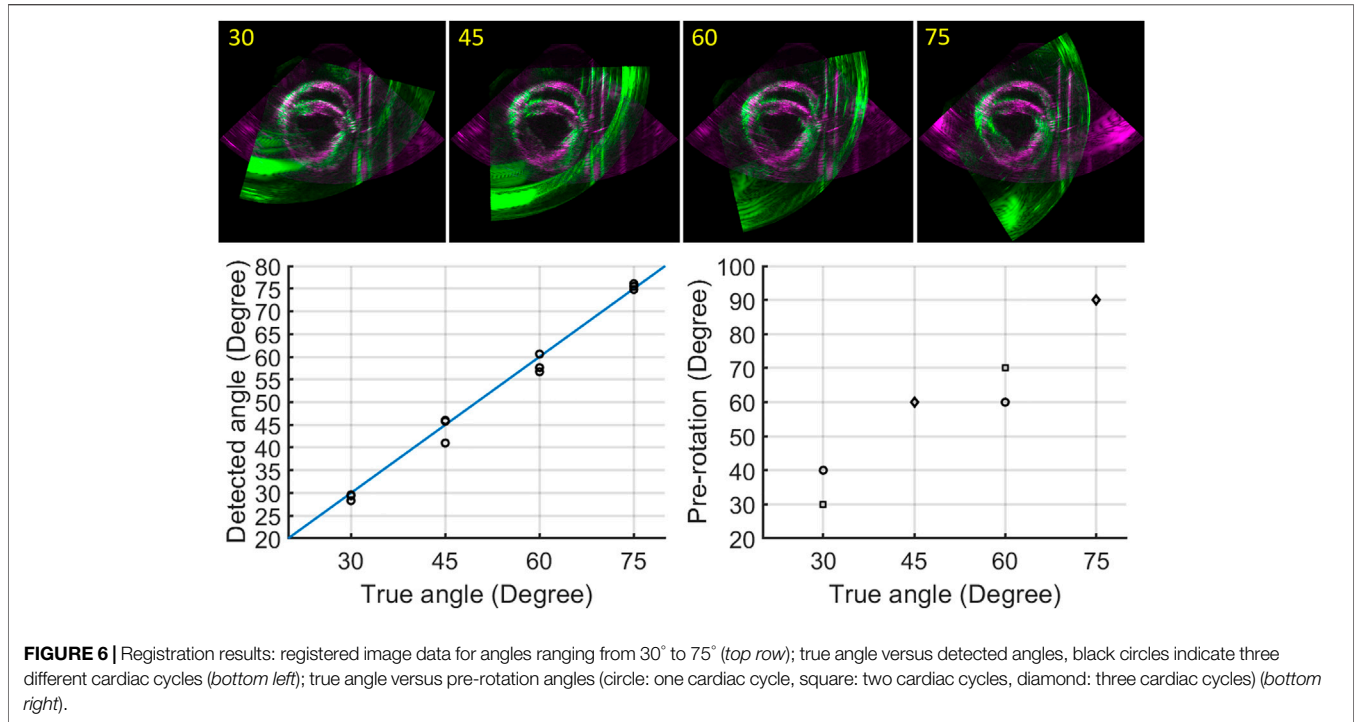 30
45
60
75
Detected angle (Degree)
80
75
70
65
60
55
50
45
40
35
30
25
20
30 45 60 75
True angle (Degree)
Pre-rotation (Degree)
100
90
80
70
60
50
40
30
20
30 45 60 75
True angle (Degree)
FIGURE 6 | Registration results: registered image data for angles ranging from 30° to 75° (top row); true angle versus detected angles, black circles indicate three
different cardiac cycles (bottom left); true angle versus pre-rotation angles (circle: one cardiac cycle, square: two cardiac cycles, diamond: three cardiac cycles) (bottom
right).